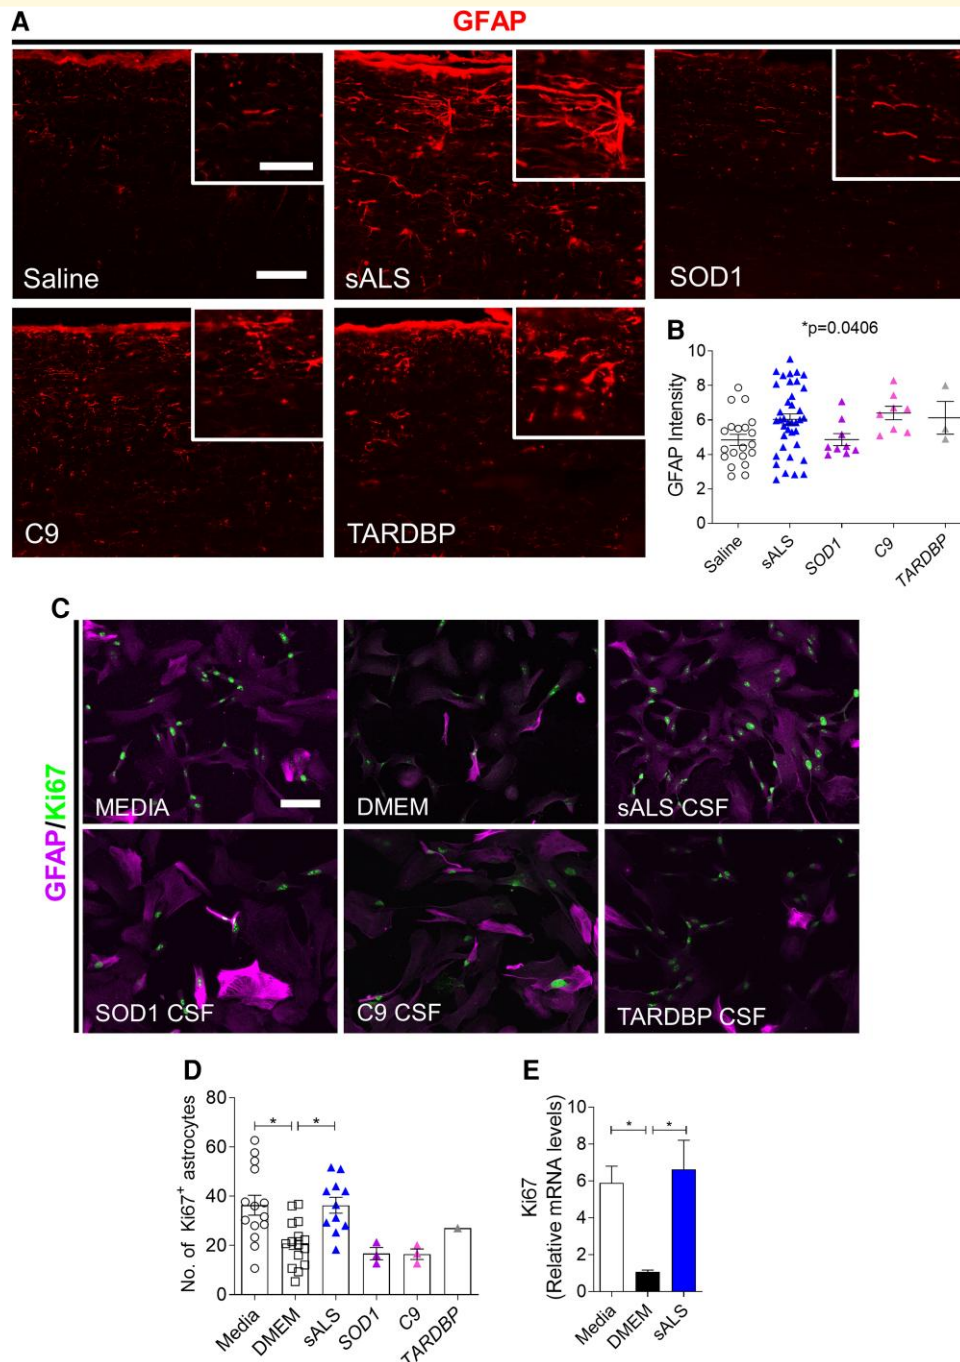 A
GFAP
Saline
sALS
SOD1
C9
TARDBP
B
*p=0.0406
GFAP Intensity
10
8
6
4
2
0
Saline
sALS
SOD1
C9
TARDBP
C
GFAP/Ki67
MEDIA
DMEM
sALS CSF
SOD1 CSF
C9 CSF
TARDBP CSF
D
No. of Ki67+ astrocytes
80
60
40
20
0
*
*
Media
DMEM
sALS
SOD1
C9
TARDBP
E
Ki67
(Relative mRNA levels)
10
8
6
4
2
0
*
*
Media
DMEM
sALS